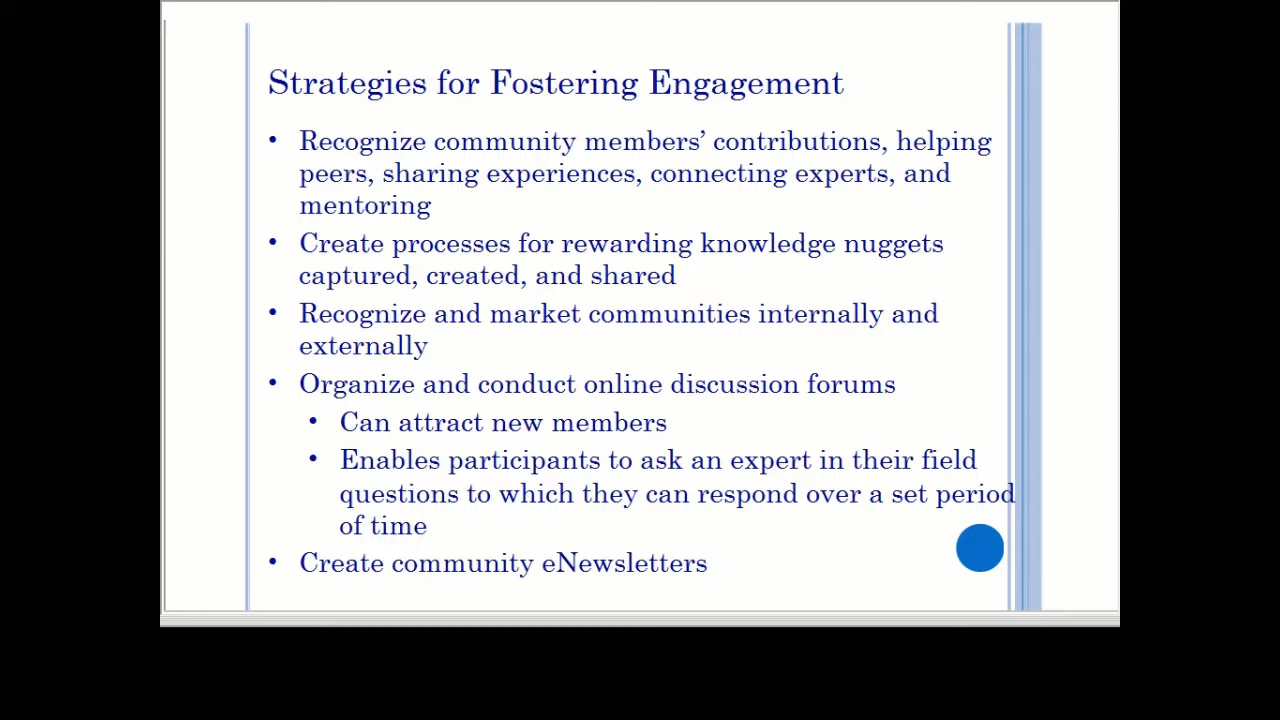 Strategies for Fostering Engagement
• Recognize community members’ contributions, helping
peers, sharing experiences, connecting experts, and
mentoring
• Create processes for rewarding knowledge nuggets
captured, created, and shared
• Recognize and market communities internally and
externally
• Organize and conduct online discussion forums
• Can attract new members
• Enables participants to ask an expert in their field
questions to which they can respond over a set period
of time
• Create community eNewsletters